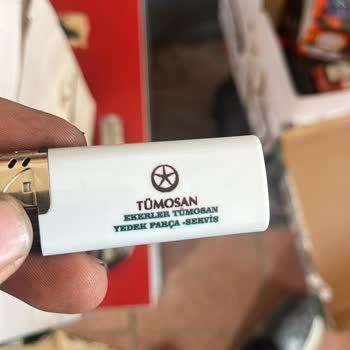 TÜMOSAN
EKERLER TÜMOSAN
YEDEK PARÇA -SERVİS